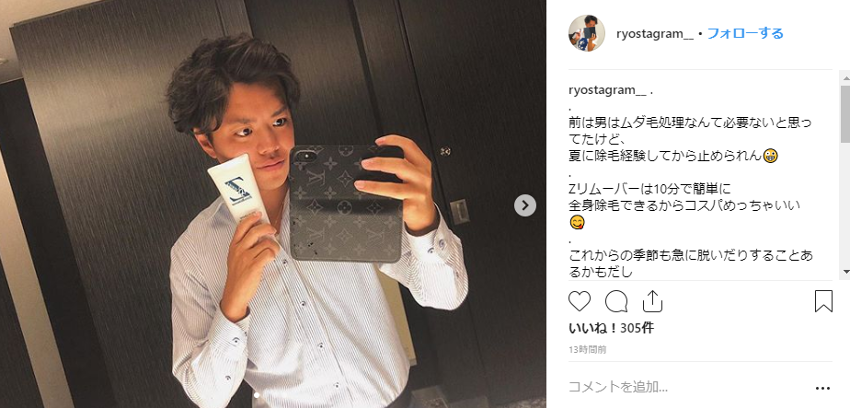 ryostagram__ • フォローする
ryostagram__ .
.
前は男はムダ毛処理なんて必要ないと思っ
てたけど、
夏に除毛経験してから止められん😁
.
Zリムーバーは10分で簡単に
全身除毛できるからコスパめっちゃいい
😋
.
これからの季節も急に脱いだりすることあ
るかもだし
いいね！305件
13時間前
コメントを追加...
Z